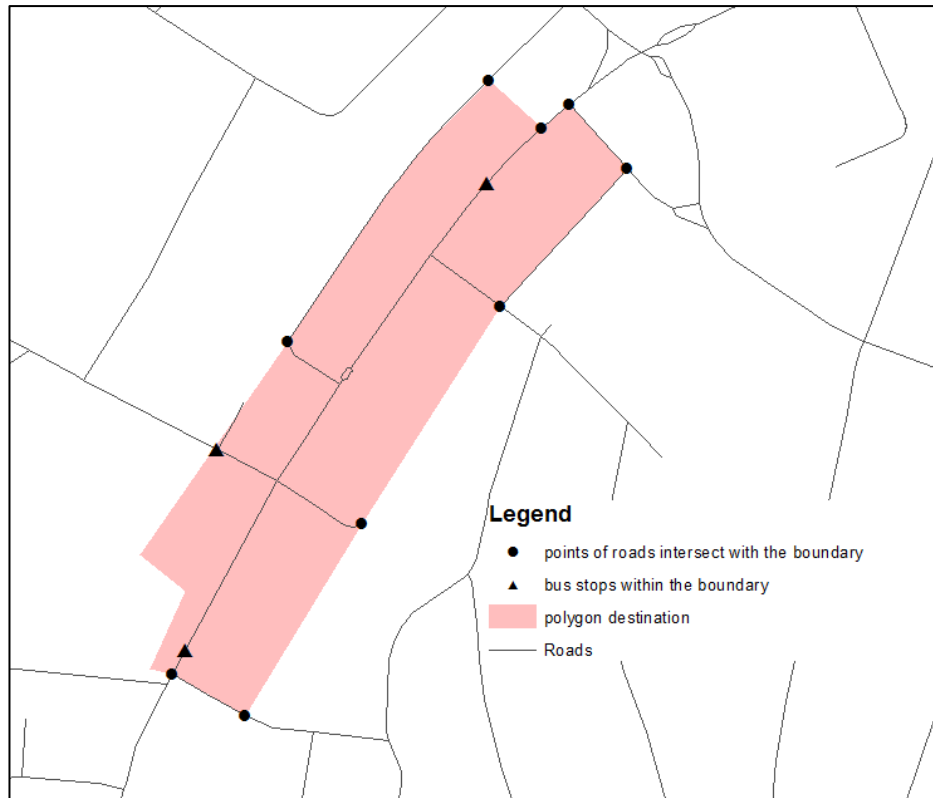 Legend
points of roads intersect with the boundary
bus stops within the boundary
polygon destination
Roads